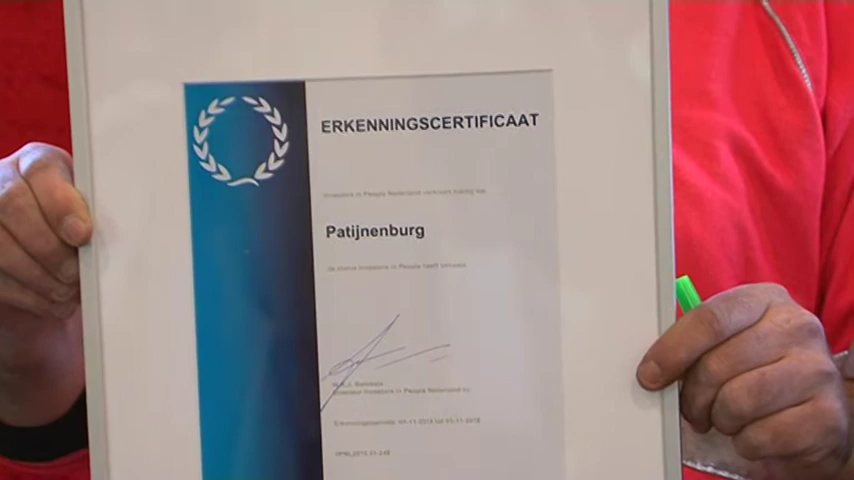 ERKENNINGSCERTIFICAAT
Investors in People Nederland verklaart hierbij dat
Patijnenburg
de status Investors in People heeft behaald
Directeur Investors in People Nederland bv
Erkenningsperiode: